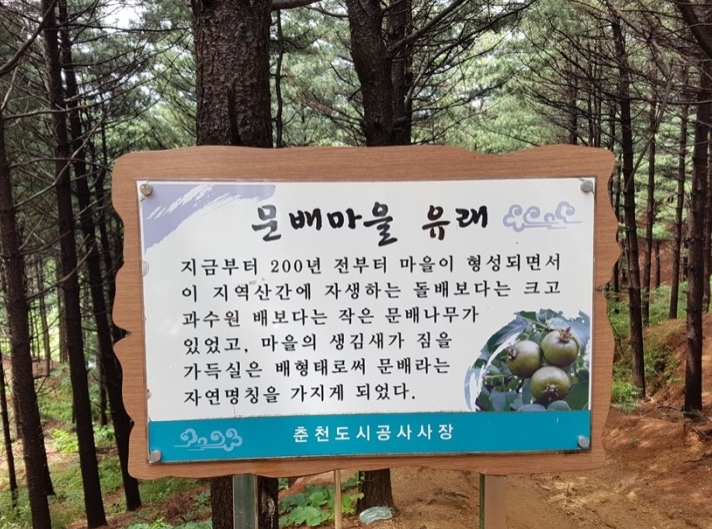 문배마을 유래
지금부터 200년 전부터 마을이 형성되면서
이 지역산간에 자생하는 돌배보다는 크고
과수원 배보다는 작은 문배나무가
있었고, 마을의 생김새가 짐을
가득실은 배형태로써 문배라는
자연명칭을 가지게 되었다.
춘천도시공사사장